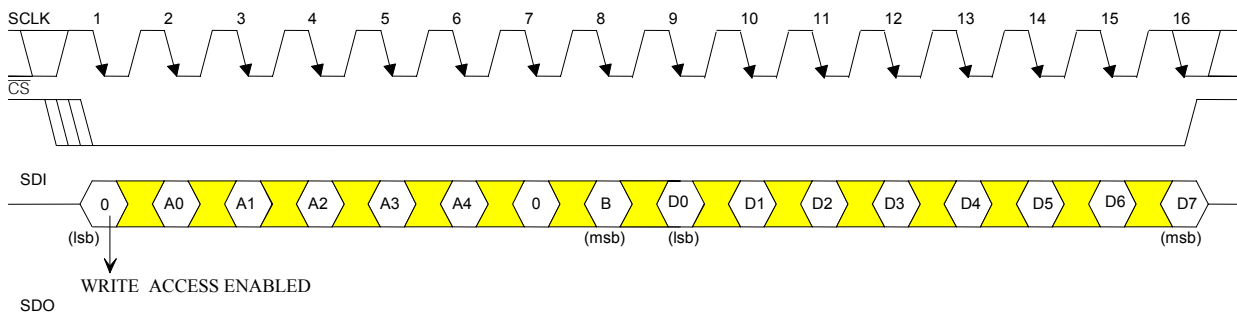 SCLK 1 2 3 4 5 6 7 8 9 10 11 12 13 14 15 16
CS
SDI
0 A0 A1 A2 A3 A4 0 B D0 D1 D2 D3 D4 D5 D6 D7
(lsb) (msb) (lsb) (msb)
WRITE ACCESS ENABLED
SDO